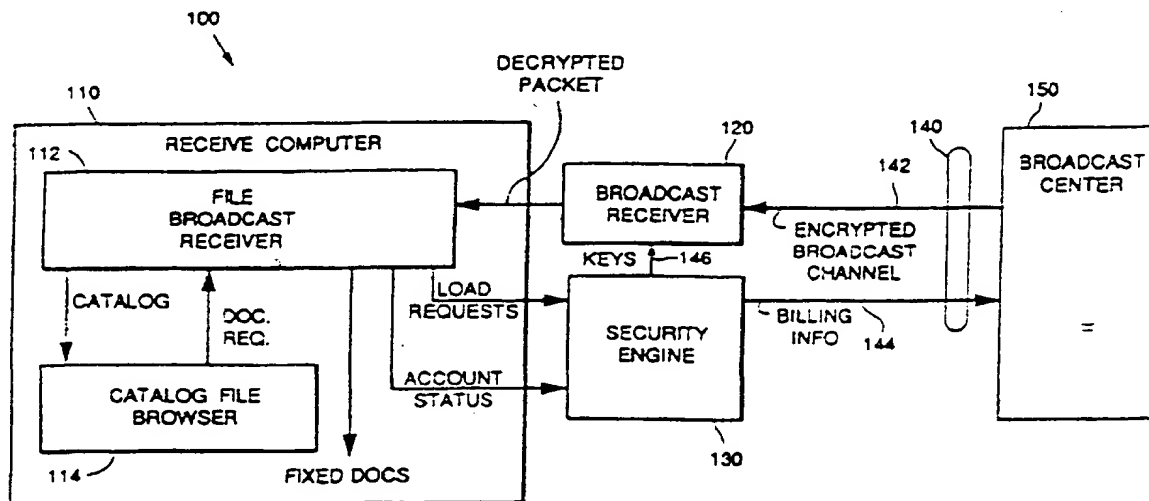 100
DECRYPTED
PACKET
110
RECEIVE COMPUTER
112
FILE
BROADCAST
RECEIVER
120
BROADCAST
RECEIVER
140
142
150
BROADCAST
CENTER
ENCRYPTED
BROADCAST
CHANNEL
KEYS
146
CATALOG
DOC.
REQ.
LOAD
REQUESTS
SECURITY
ENGINE
BILLING
INFO
144
=
CATALOG FILE
BROWSER
ACCOUNT
STATUS
114
FIXED DOCS
130